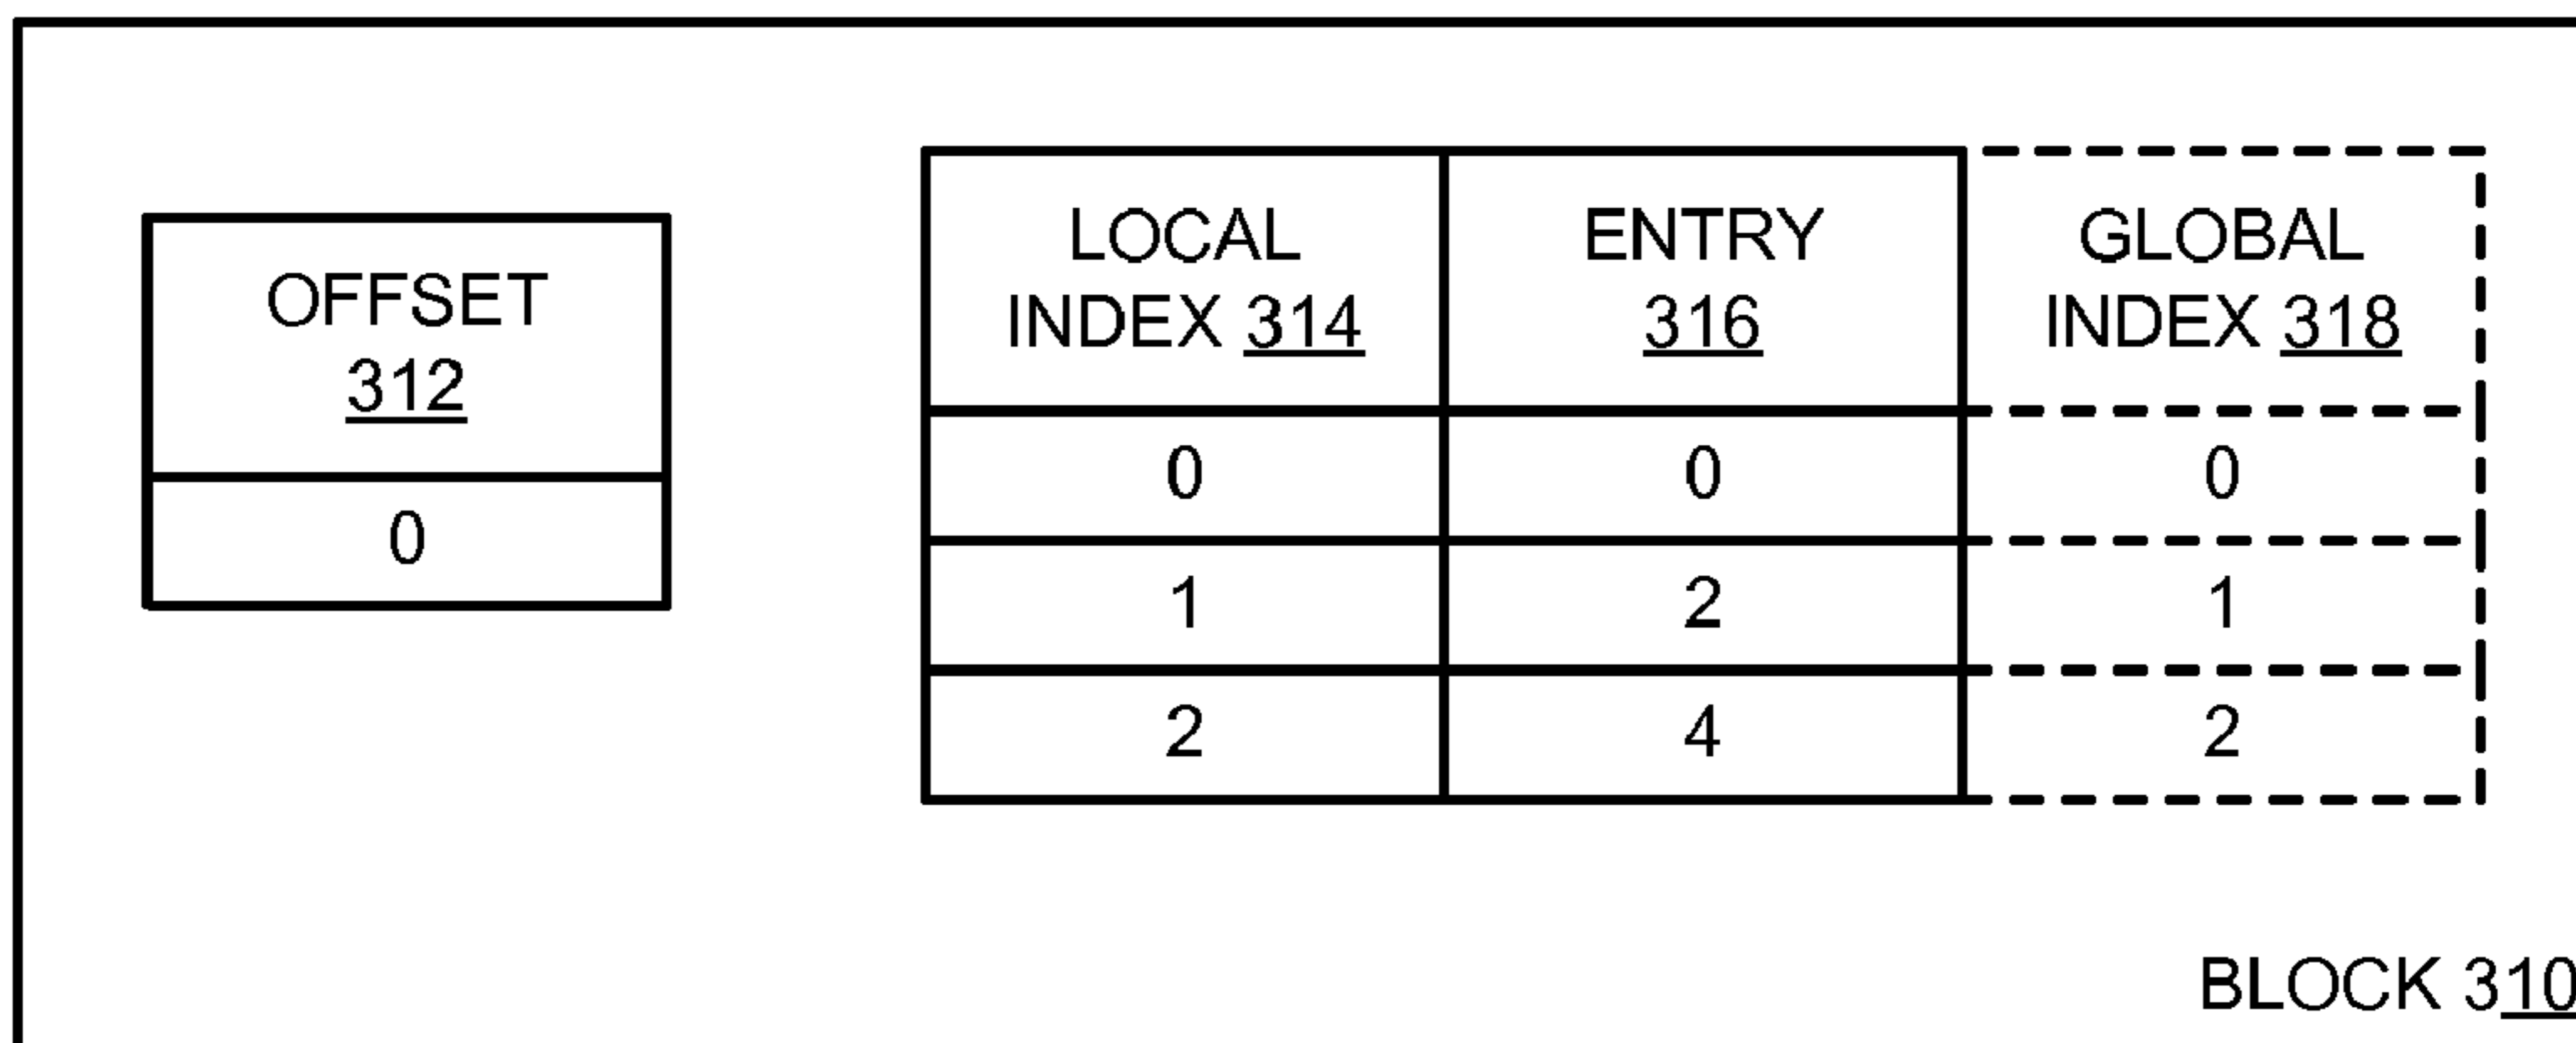 OFFSET
312
0
LOCAL ENTRY GLOBAL
INDEX 314 316 INDEX 318
0 0 0
1 2 1
2 4 2
BLOCK 310